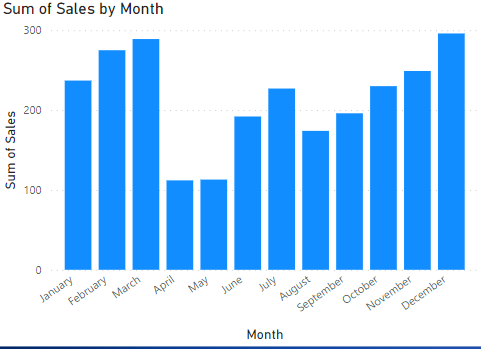 Sum of Sales by Month
300
200
100
0
Sum of Sales
January
February
March
April
May
June
July
August
September
October
November
December
Month